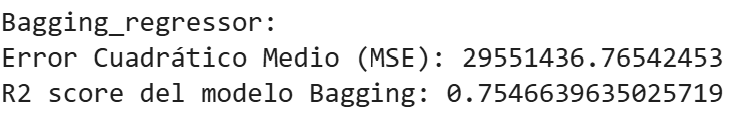 Bagging_regressor:
Error Cuadrático Medio (MSE): 29551436.76542453
R2 score del modelo Bagging: 0.7546639635025719